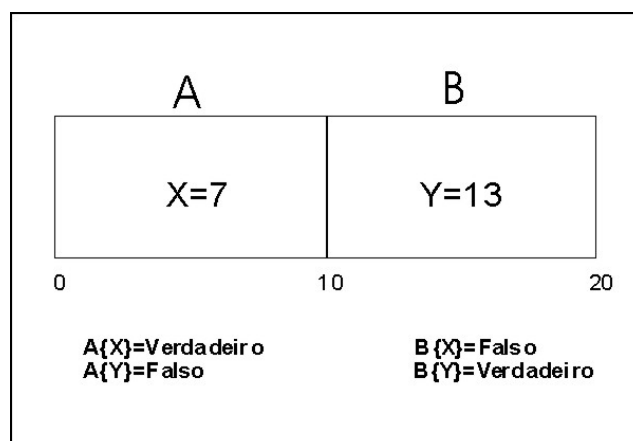 A B
X=7 Y=13
0 10 20
A{X}=Verdadeiro B{X}=Falso
A{Y}=Falso B{Y}=Verdadeiro